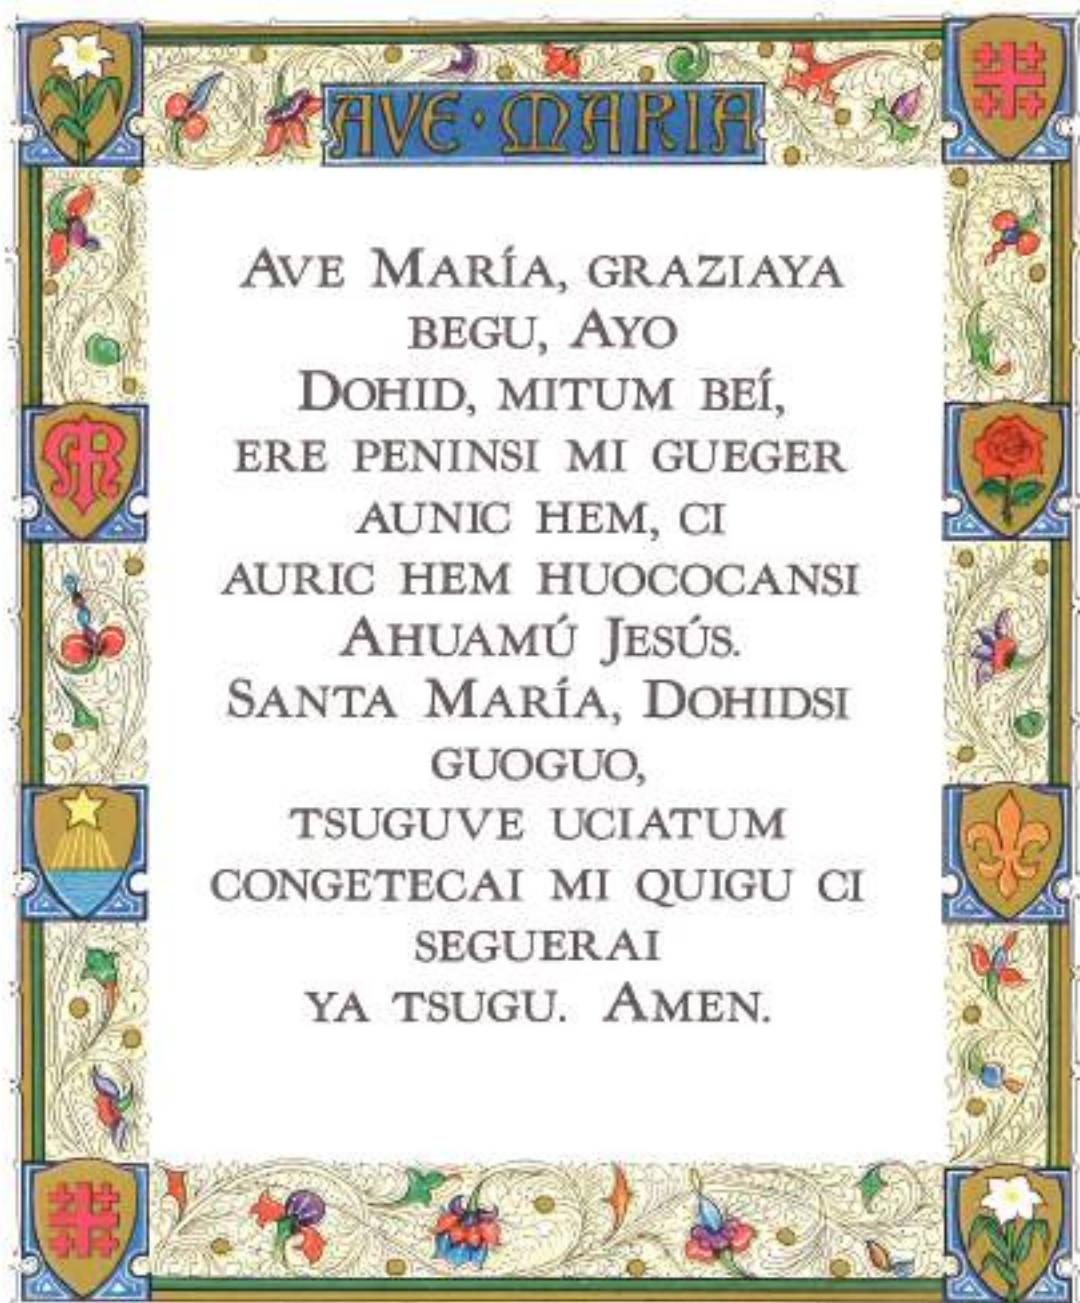 AVE·MARIA
AVE MARÍA, GRAZIAYA
BEGU, AYO
DOHID, MITUM BEÍ,
ERE PENINSI MI GUEGER
AUNIC HEM, CI
AURIC HEM HUOCOCANSI
AHUAMÚ JESÚS.
SANTA MARÍA, DOHIDSI
GUOGUO,
TSUGUVE UCIATUM
CONGETECAI MI QUIGU CI
SEGUERAI
YA TSUGU. AMEN.